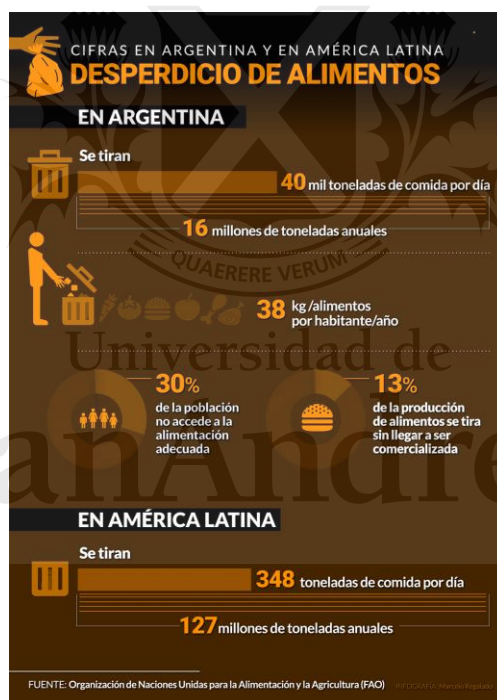 CIFRAS EN ARGENTINA Y EN AMÉRICA LATINA
DESPERDICIO DE ALIMENTOS
EN ARGENTINA
Se tiran
40 mil toneladas de comida por día
16 millones de toneladas anuales
QUAERERE VERUM
38 kg/alimentos
por habitante/año
Universidad de
SanAndrés
30%
de la población
no accede a la
alimentación
adecuada
13%
de la producción
de alimentos se tira
sin llegar a ser
comercializada
EN AMÉRICA LATINA
Se tiran
348 toneladas de comida por día
127 millones de toneladas anuales
FUENTE: Organización de Naciones Unidas para la Alimentación y la Agricultura (FAO)
INFOGRAFÍA: Marcelo Regalado